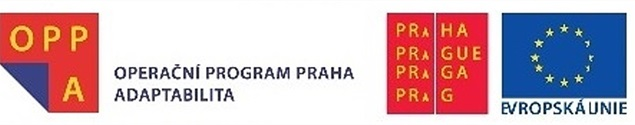 OPP
A
OPERAČNÍ PROGRAM PRAHA
ADAPTABILITA
PRA HA
PRA GUE
PRA GA
PRA G
EVROPSKÁ UNIE